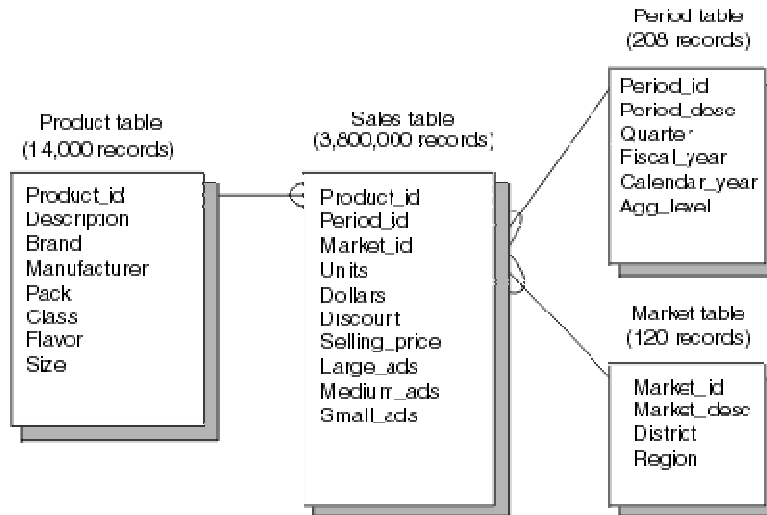 Product table
(14,000 records)
Product_id
Description
Brand
Manufacturer
Pack
Class
Flavor
Size
Sales table
(3,800,000 records)
Product_id
Period_id
Market_id
Units
Dollars
Discount
Selling_price
Large_ads
Medium_ads
Small_ads
Period table
(208 records)
Period_id
Period_desc
Quarter
Fiscal_year
Calendar_year
Agg_level
Market table
(120 records)
Market_id
Market_desc
District
Region